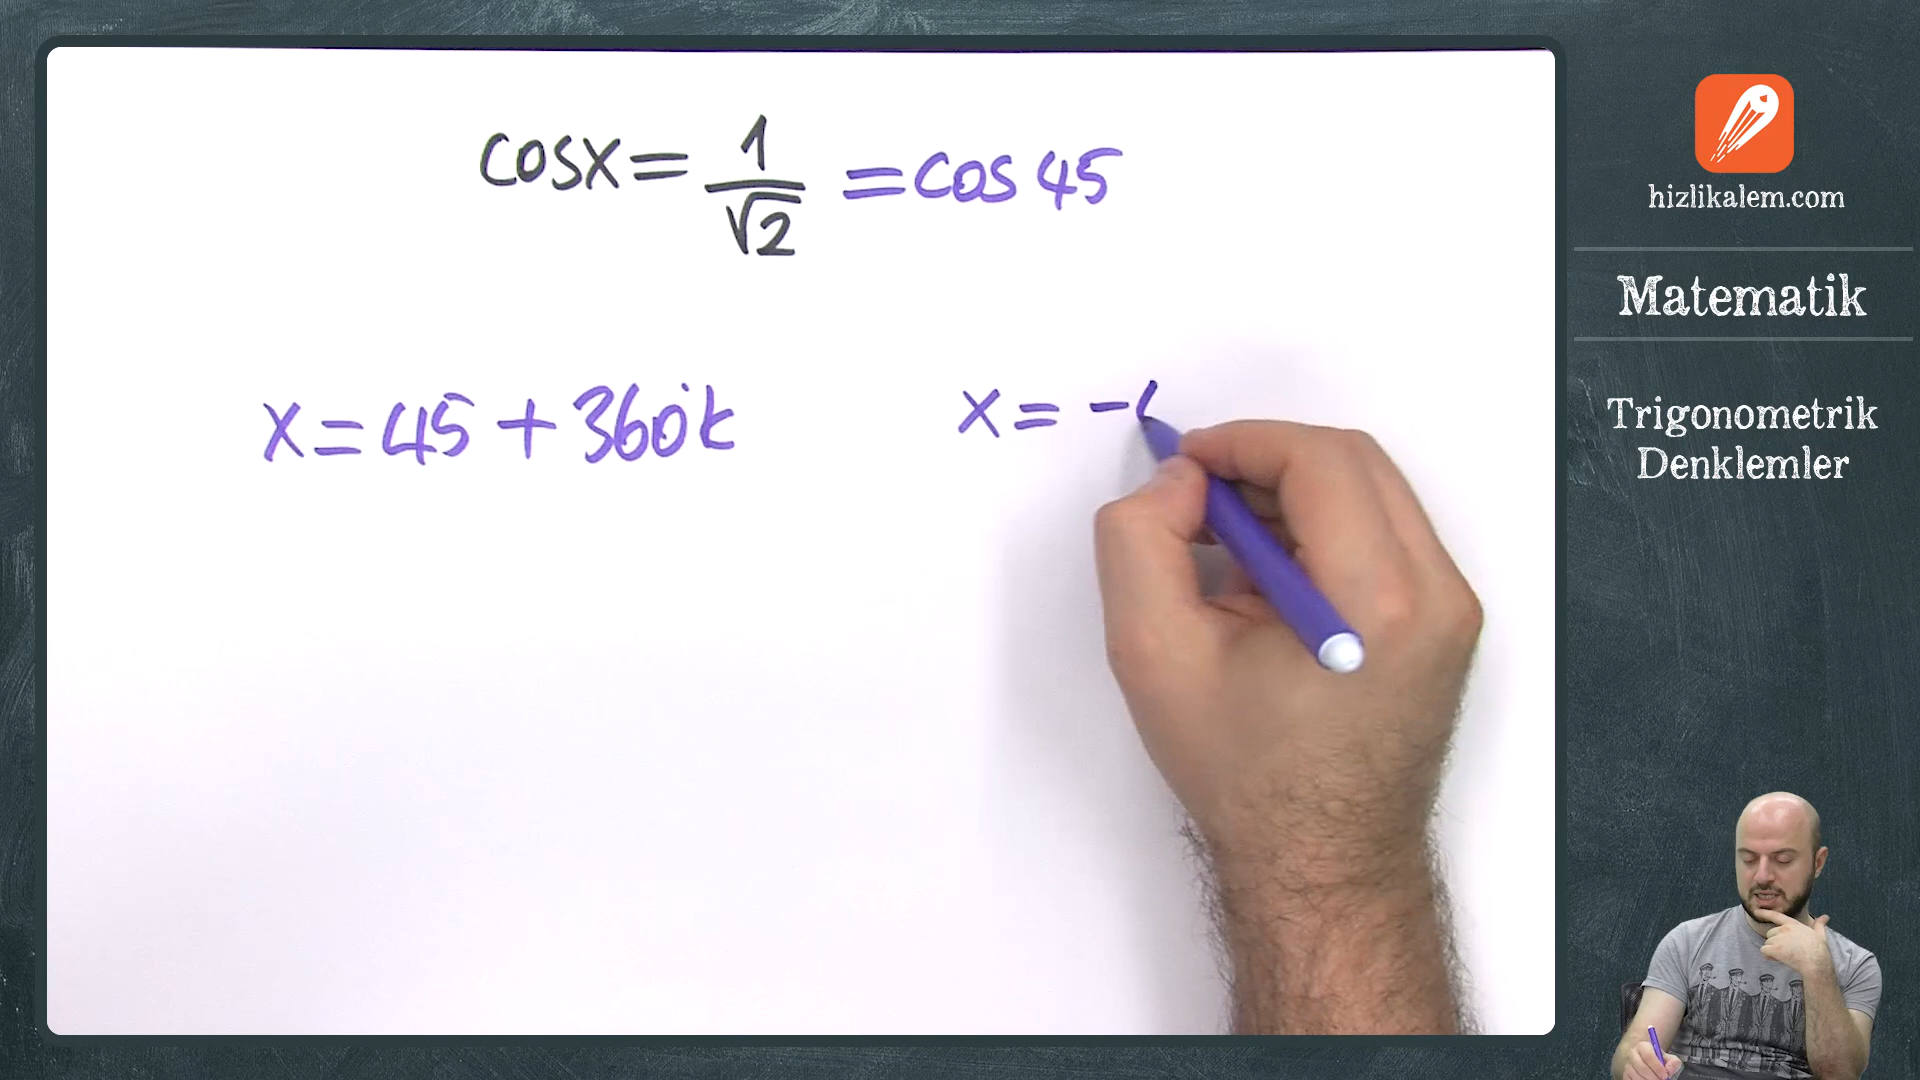 cosx = 1/√2 = cos 45
x = 45 + 360k
x = -
hizlikalem.com
Matematik
Trigonometrik
Denklemler